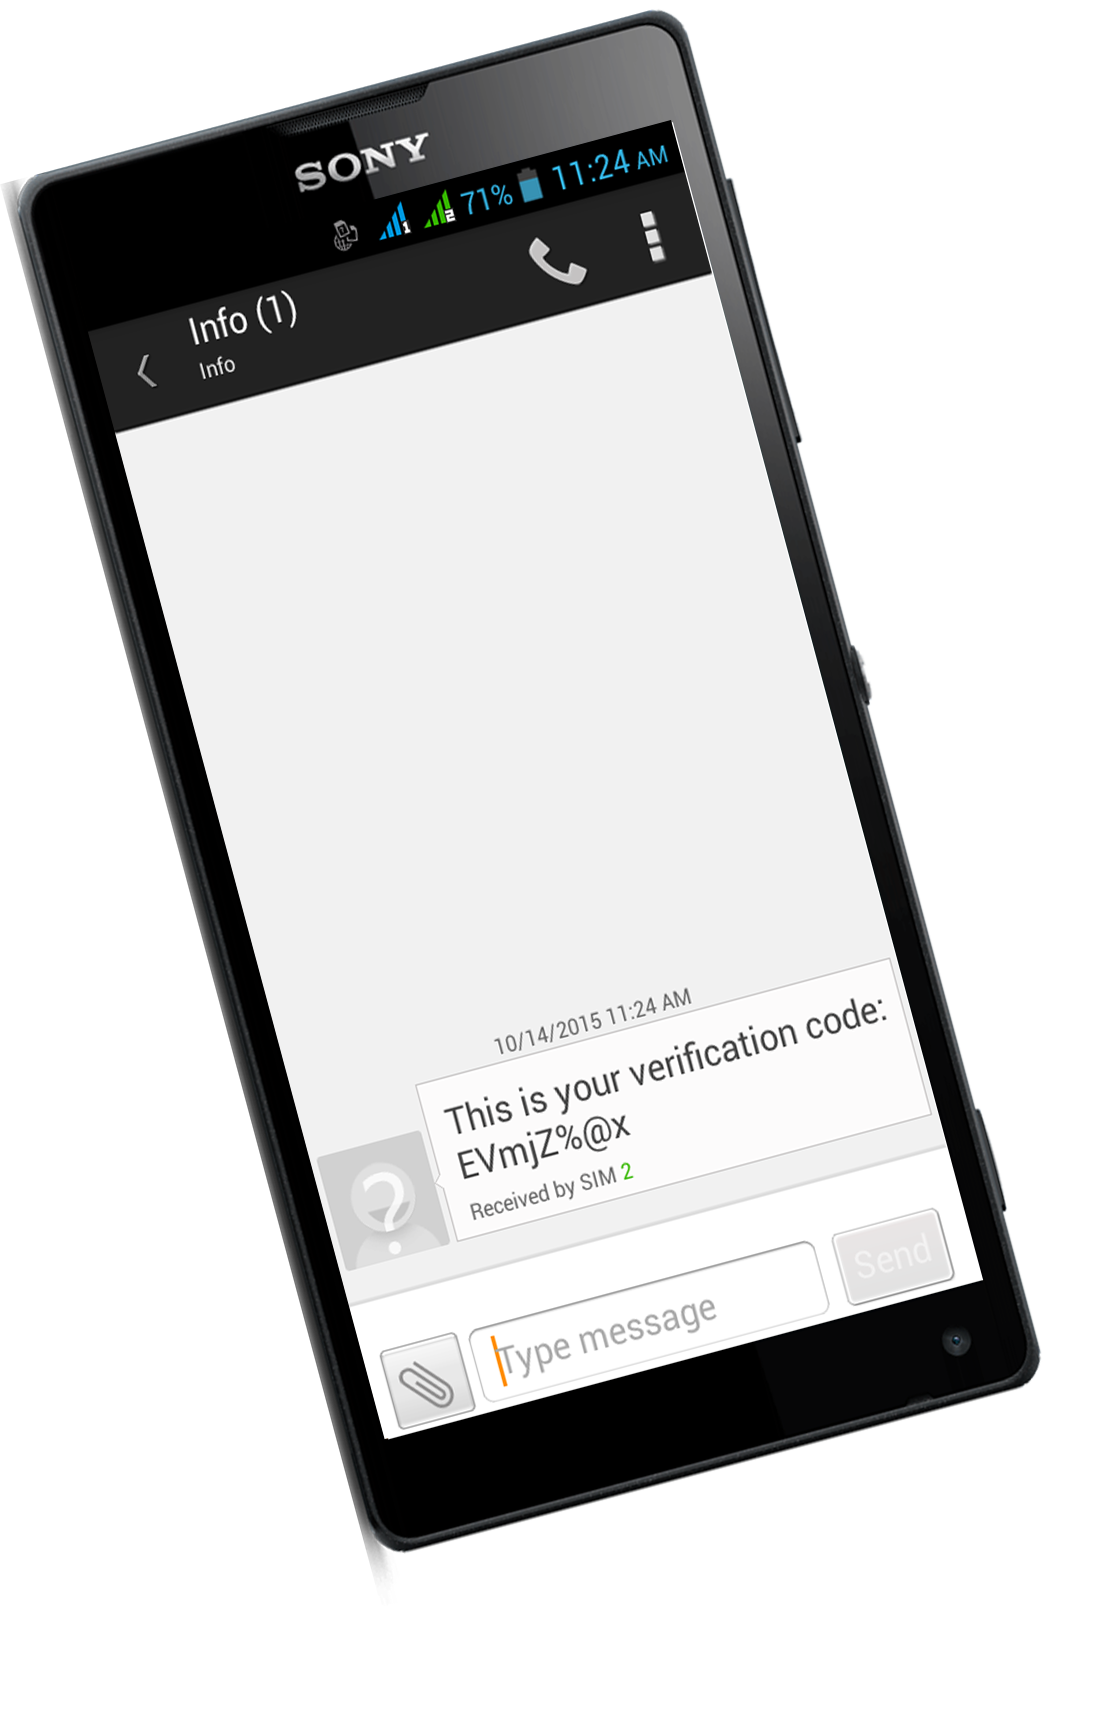 SONY
1 2 71% 11:24 AM
Info (1)
Info
10/14/2015 11:24 AM
This is your verification code:
EVmjZ%@x
Received by SIM 2
Type message
Send